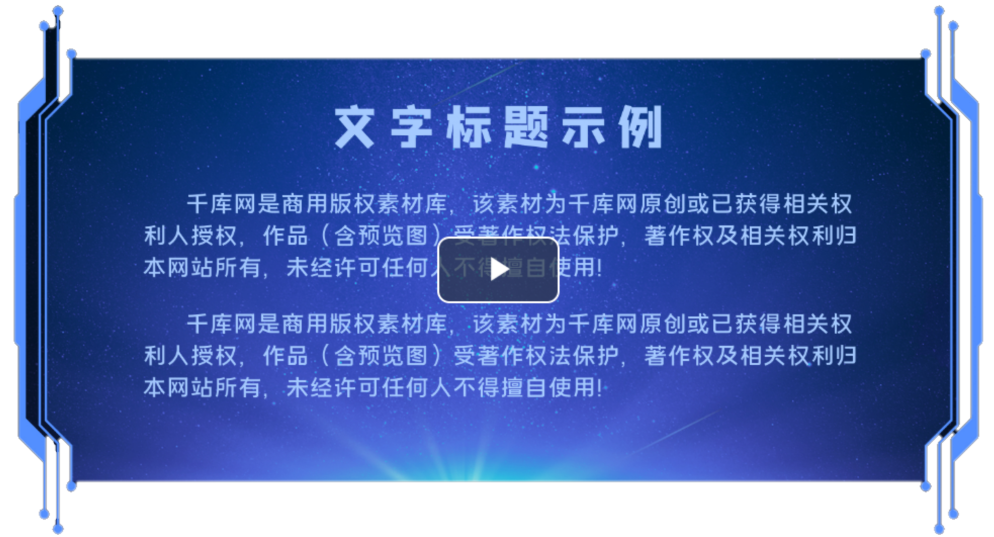 文字标题示例
千库网是商用版权素材库，该素材为千库网原创或已获得相关权
利人授权，作品（含预览图）受著作权法保护，著作权及相关权利归
本网站所有，未经许可任何人不得擅自使用!
千库网是商用版权素材库，该素材为千库网原创或已获得相关权
利人授权，作品（含预览图）受著作权法保护，著作权及相关权利归
本网站所有，未经许可任何人不得擅自使用!